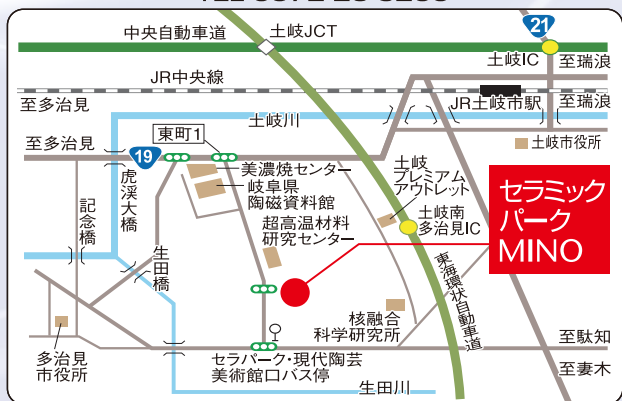 21
中央自動車道
土岐JCT
土岐IC
至瑞浪
JR中央線
至多治見
JR土岐市駅
至瑞浪
土岐川
土岐市役所
至多治見
東町1
19
美濃焼センター
岐阜県
陶磁資料館
土岐
プレミアム
アウトレット
セラミック
パーク
MINO
虎渓大橋
記念橋
生田橋
超高温材料
研究センター
土岐南
多治見IC
東海環状自動車道
核融合
科学研究所
至駄知
至妻木
多治見
市役所
セラパーク・現代陶芸
美術館口バス停
生田川